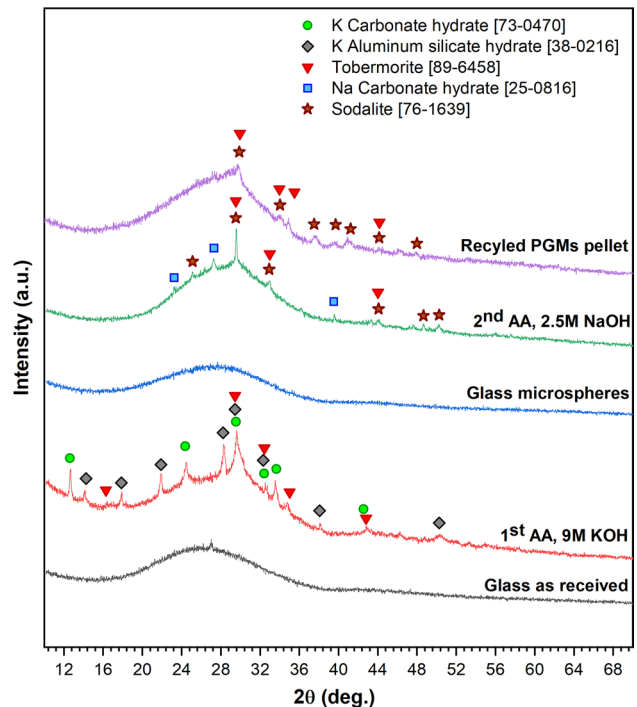 K Carbonate hydrate [73-0470]
K Aluminum silicate hydrate [38-0216]
Tobermorite [89-6458]
Na Carbonate hydrate [25-0816]
Sodalite [76-1639]
Recyled PGMs pellet
2nd AA, 2.5M NaOH
Glass microspheres
1st AA, 9M KOH
Glass as received
Intensity (a.u.)
12 16 20 24 28 32 36 40 44 48 52 56 60 64 68
2θ (deg.)